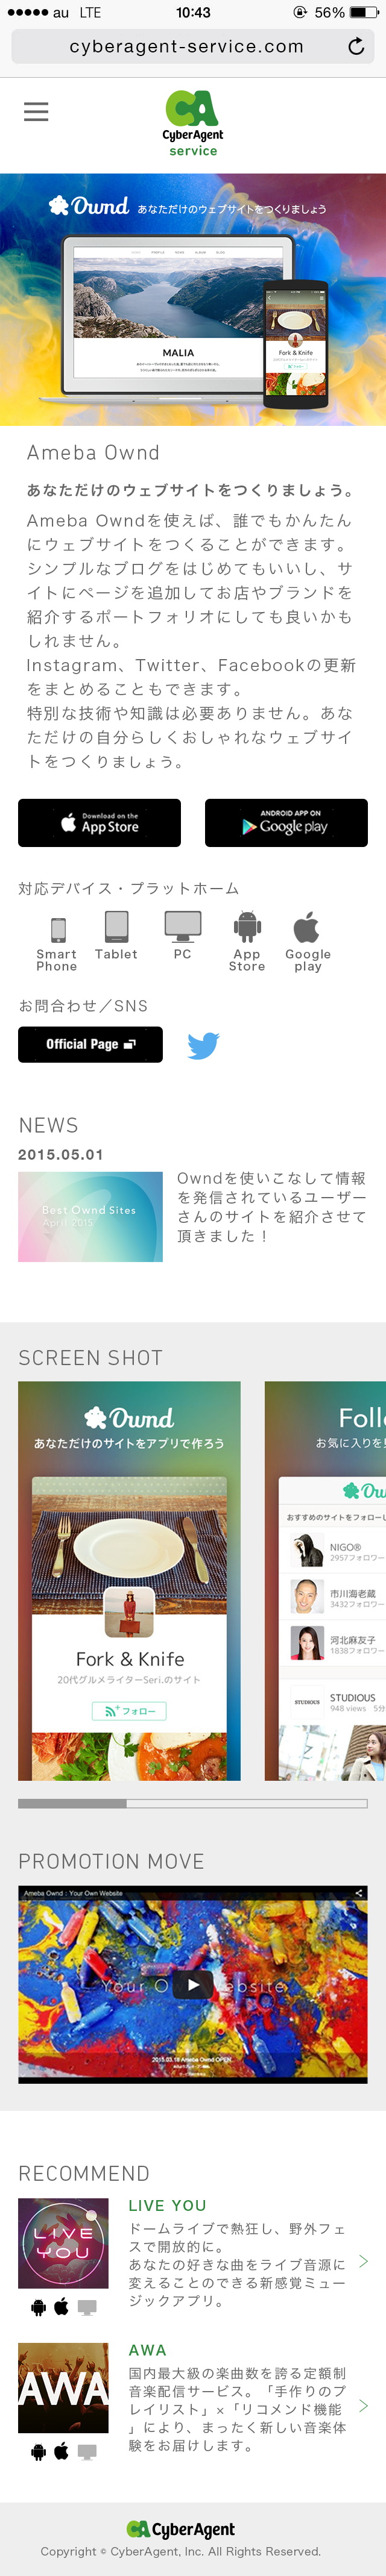 au LTE 10:43 56%
cyberagent-service.com
CA
CyberAgent
service
Ownd あなただけのウェブサイトをつくりましょう
MALIA
Fork & Knife
Ameba Ownd
あなただけのウェブサイトをつくりましょう。
Ameba Owndを使えば、誰でもかんたん
にウェブサイトをつくることができます。
シンプルなブログをはじめてもいいし、サ
イトにページを追加してお店やブランドを
紹介するポートフォリオにしても良いかも
しれません。
Instagram、Twitter、Facebookの更新
をまとめることもできます。
特別な技術や知識は必要ありません。あな
ただけの自分らしくおしゃれなウェブサイ
トをつくりましょう。
Download on the
App Store
ANDROID APP ON
Google play
対応デバイス・プラットホーム
Smart
Phone
Tablet
PC
App
Store
Google
play
お問合わせ／SNS
Official Page
NEWS
2015.05.01
Best Ownd Sites
April 2015
Owndを使いこなして情報
を発信されているユーザー
さんのサイトを紹介させて
頂きました！
SCREEN SHOT
Ownd
あなただけのサイトをアプリで作ろう
Fork & Knife
20代グルメライターSeri.のサイト
フォロー
Foll
お気に入りを
Ow
おすすめのサイトをフォローし
NIGO®
2957フォロワー
市川海老蔵
3432フォロワー
河北麻友子
1838フォロワー
STUDIOUS
STUDIOUS
948 views 5分
PROMOTION MOVE
Ameba Ownd : Your Own Website
Your O ebsite
2015.03.18 Ameba Ownd OPEN
RECOMMEND
LIVE YOU
LIVE YOU
ドームライブで熱狂し、野外フェ
スで開放的に。
あなたの好きな曲をライブ音源に
変えることのできる新感覚ミュー
ジックアプリ。
AWA
AWA
国内最大級の楽曲数を誇る定額制
音楽配信サービス。「手作りのプ
レイリスト」×「リコメンド機能
」により、まったく新しい音楽体
験をお届けします。
CA CyberAgent
Copyright © CyberAgent, Inc. All Rights Reserved.